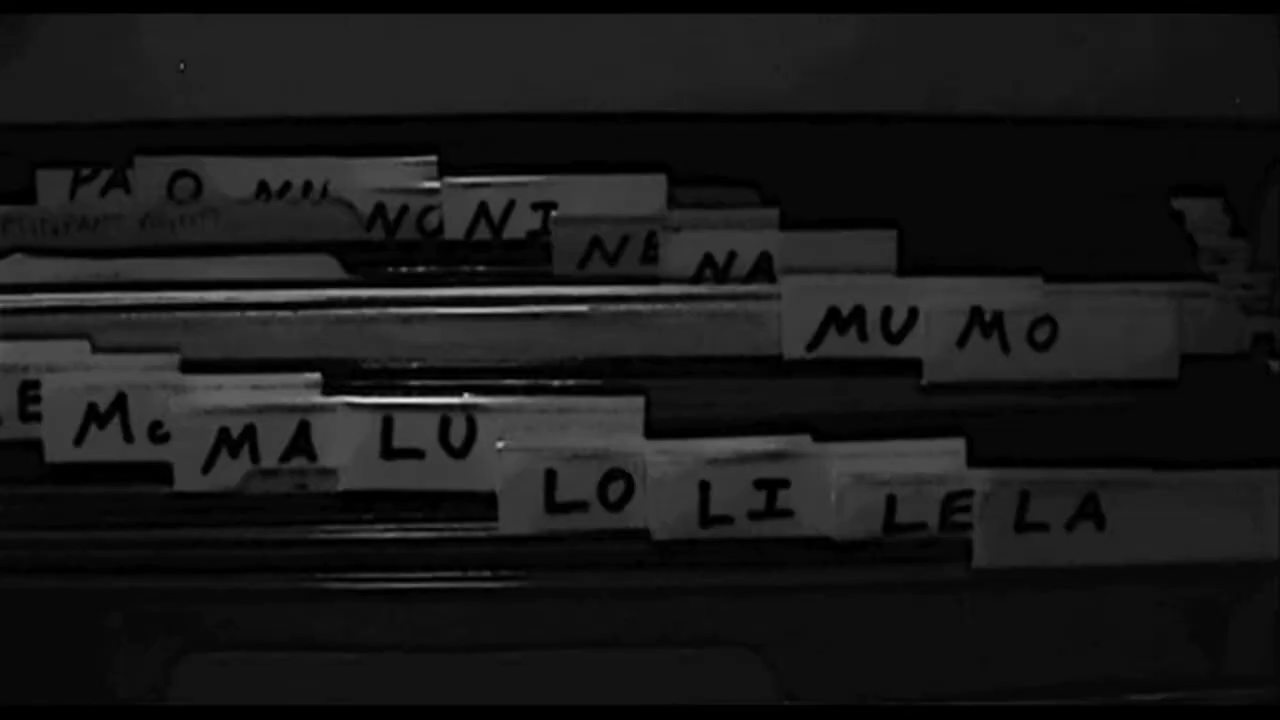 PA O NU NO NI
NE NA
MU MO
E Mc MA LU
LO LI LE LA